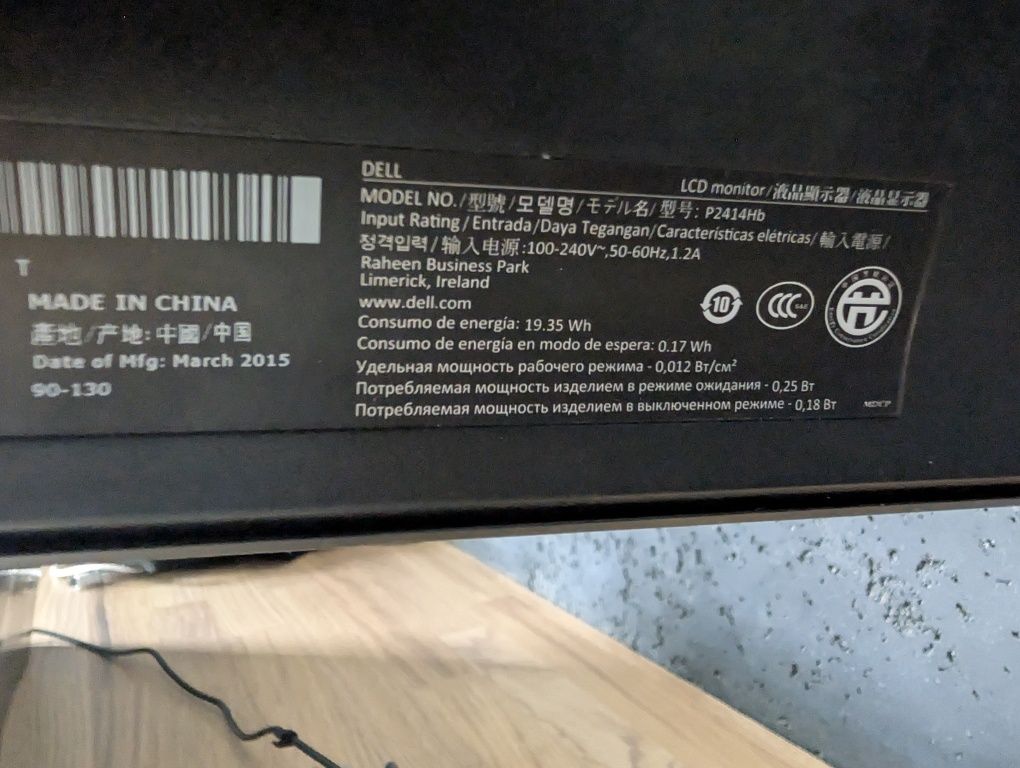 DELL
LCD monitor/液晶顯示器/液晶显示器
MODEL NO./型號/모델명/モデル名/型号: P2414Hb
Input Rating/Entrada/Daya Tegangan/Características elétricas/輸入電源/
정격입력/输入电源:100-240V~,50-60Hz,1.2A
Raheen Business Park
Limerick, Ireland
www.dell.com
Consumo de energía: 19.35 Wh
Consumo de energía en modo de espera: 0.17 Wh
Удельная мощность рабочего режима - 0,012 Вт/см²
Потребляемая мощность изделием в режиме ожидания - 0,25 Вт
Потребляемая мощность изделием в выключенном режиме - 0,18 Вт
10
CCC
S&E
T
MADE IN CHINA
產地/产地: 中國/中国
Date of Mfg: March 2015
90-130